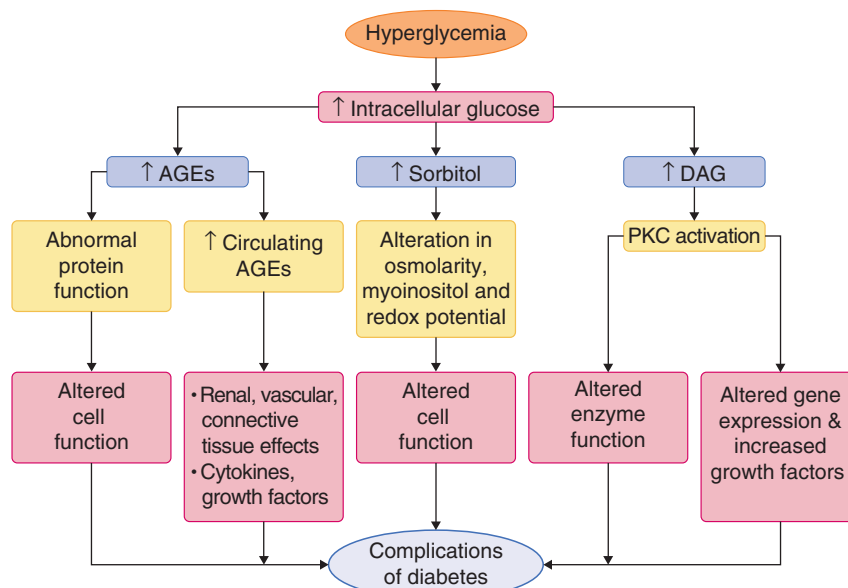 Hyperglycemia
↑ Intracellular glucose
↑ AGEs
↑ Sorbitol
↑ DAG
Abnormal
protein
function
↑ Circulating
AGEs
Alteration in
osmolarity,
myoinositol and
redox potential
PKC activation
Altered
cell
function
• Renal, vascular,
connective
tissue effects
• Cytokines,
growth factors
Altered
cell
function
Altered
enzyme
function
Altered gene
expression &
increased
growth factors
Complications
of diabetes